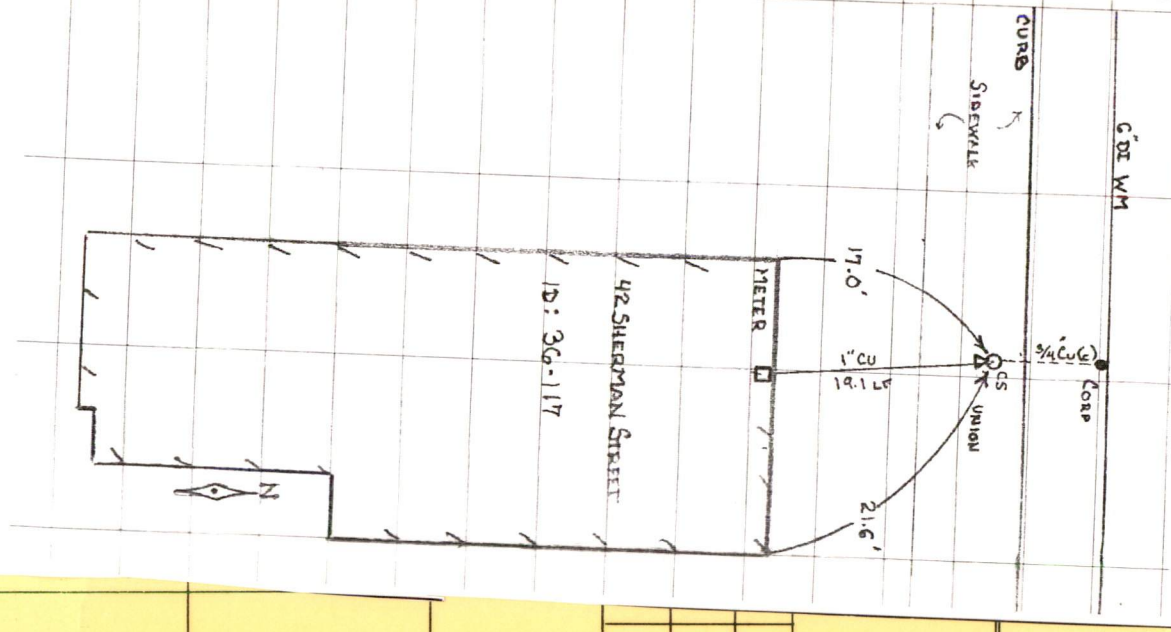 CURB
SIDEWALK
6" DI WM
17.0'
METER
1" CU
19.1 LF
3/4" CU(E)
CORP
CS
UNION
42 SHERMAN STREET
ID: 36-117
21.6'
N